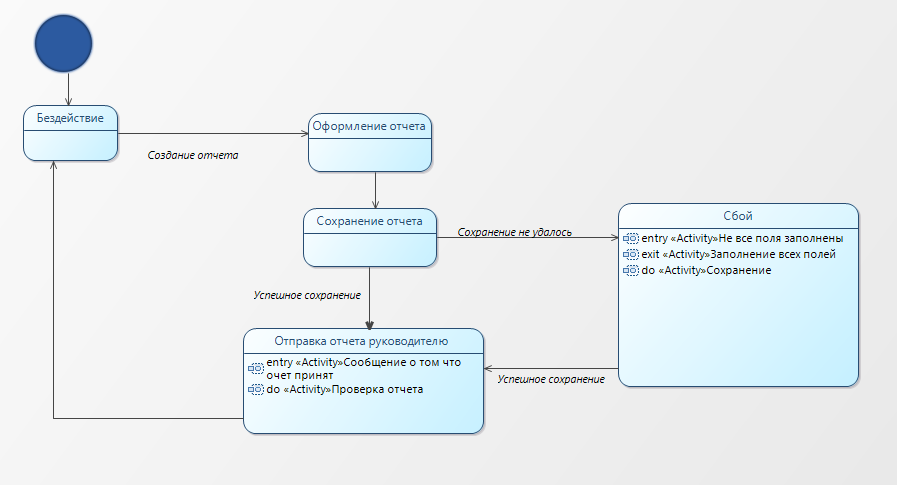 Бездействие
Оформление отчета
Создание отчета
Сохранение отчета
Сохранение не удалось
Сбой
entry «Activity»Не все поля заполнены
exit «Activity»Заполнение всех полей
do «Activity»Сохранение
Успешное сохранение
Отправка отчета руководителю
entry «Activity»Сообщение о том что
очет принят
do «Activity»Проверка отчета
Успешное сохранение